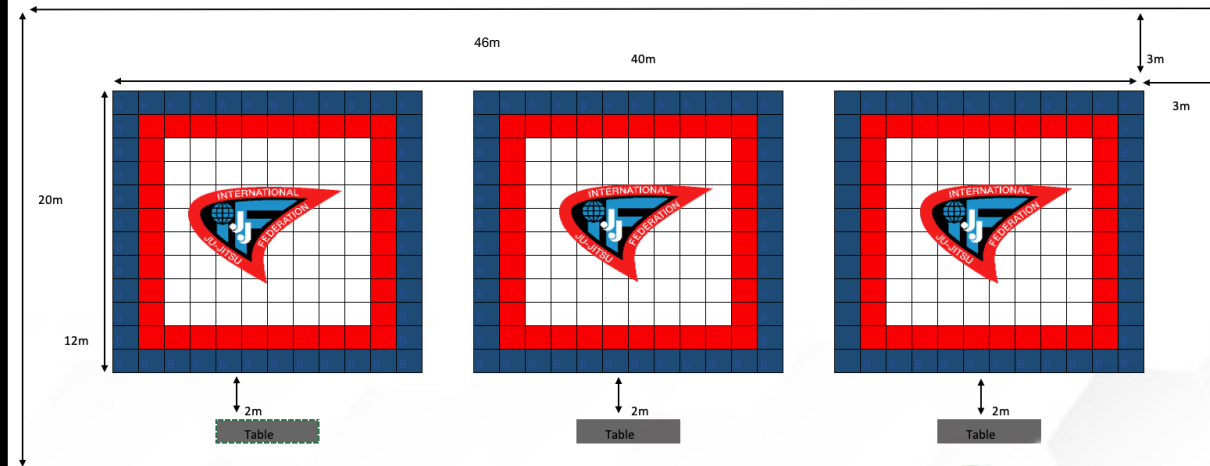 46m
40m
3m
3m
20m
INTERNATIONAL
JJ
JU-JITSU
FEDERATION
INTERNATIONAL
JJ
JU-JITSU
FEDERATION
INTERNATIONAL
JJ
JU-JITSU
FEDERATION
12m
2m
2m
2m
Table
Table
Table